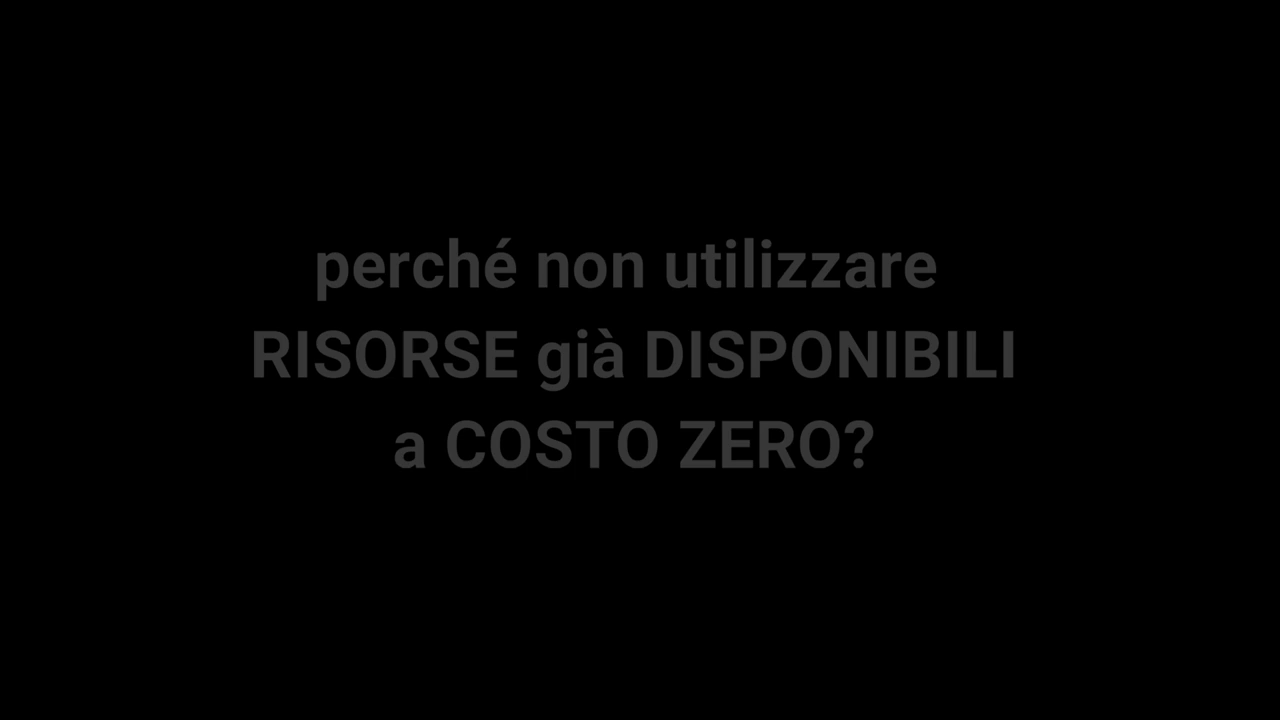 perché non utilizzare
RISORSE già DISPONIBILI
a COSTO ZERO?